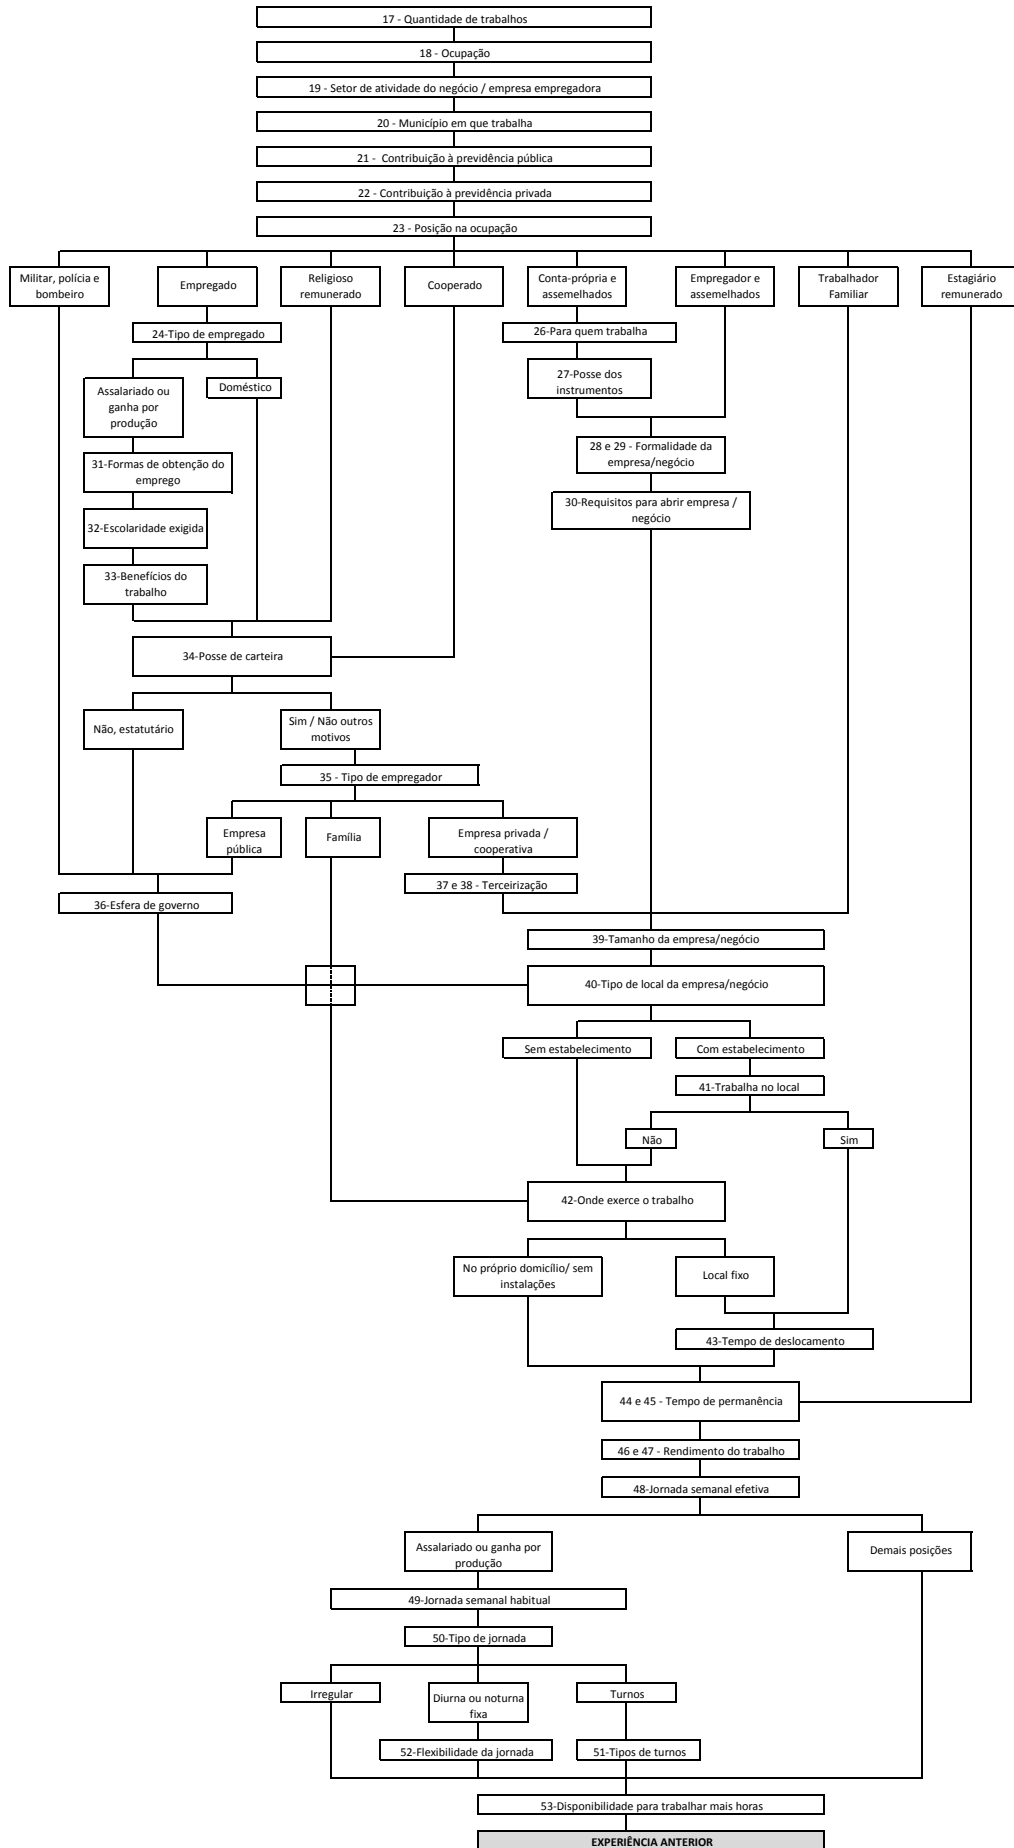 17 - Quantidade de trabalhos
18 - Ocupação
19 - Setor de atividade do negócio / empresa empregadora
20 - Município em que trabalha
21 - Contribuição à previdência pública
22 - Contribuição à previdência privada
23 - Posição na ocupação
Militar, polícia e
bombeiro
Empregado
Religioso
remunerado
Cooperado
Conta-própria e
assemelhados
Empregador e
assemelhados
Trabalhador
Familiar
Estagiário
remunerado
24-Tipo de empregado
26-Para quem trabalha
Assalariado ou
ganha por
produção
Doméstico
27-Posse dos
instrumentos
28 e 29 - Formalidade da
empresa/negócio
31-Formas de obtenção do
emprego
30-Requisitos para abrir empresa /
negócio
32-Escolaridade exigida
33-Benefícios do
trabalho
34-Posse de carteira
Não, estatutário
Sim / Não outros
motivos
35 - Tipo de empregador
Empresa
pública
Família
Empresa privada /
cooperativa
37 e 38 - Terceirização
36-Esfera de governo
39-Tamanho da empresa/negócio
40-Tipo de local da empresa/negócio
Sem estabelecimento
Com estabelecimento
41-Trabalha no local
Não
Sim
42-Onde exerce o trabalho
No próprio domicílio/ sem
instalações
Local fixo
43-Tempo de deslocamento
44 e 45 - Tempo de permanência
46 e 47 - Rendimento do trabalho
48-Jornada semanal efetiva
Assalariado ou ganha por
produção
Demais posições
49-Jornada semanal habitual
50-Tipo de jornada
Irregular
Diurna ou noturna
fixa
Turnos
52-Flexibilidade da jornada
51-Tipos de turnos
53-Disponibilidade para trabalhar mais horas
EXPERIÊNCIA ANTERIOR